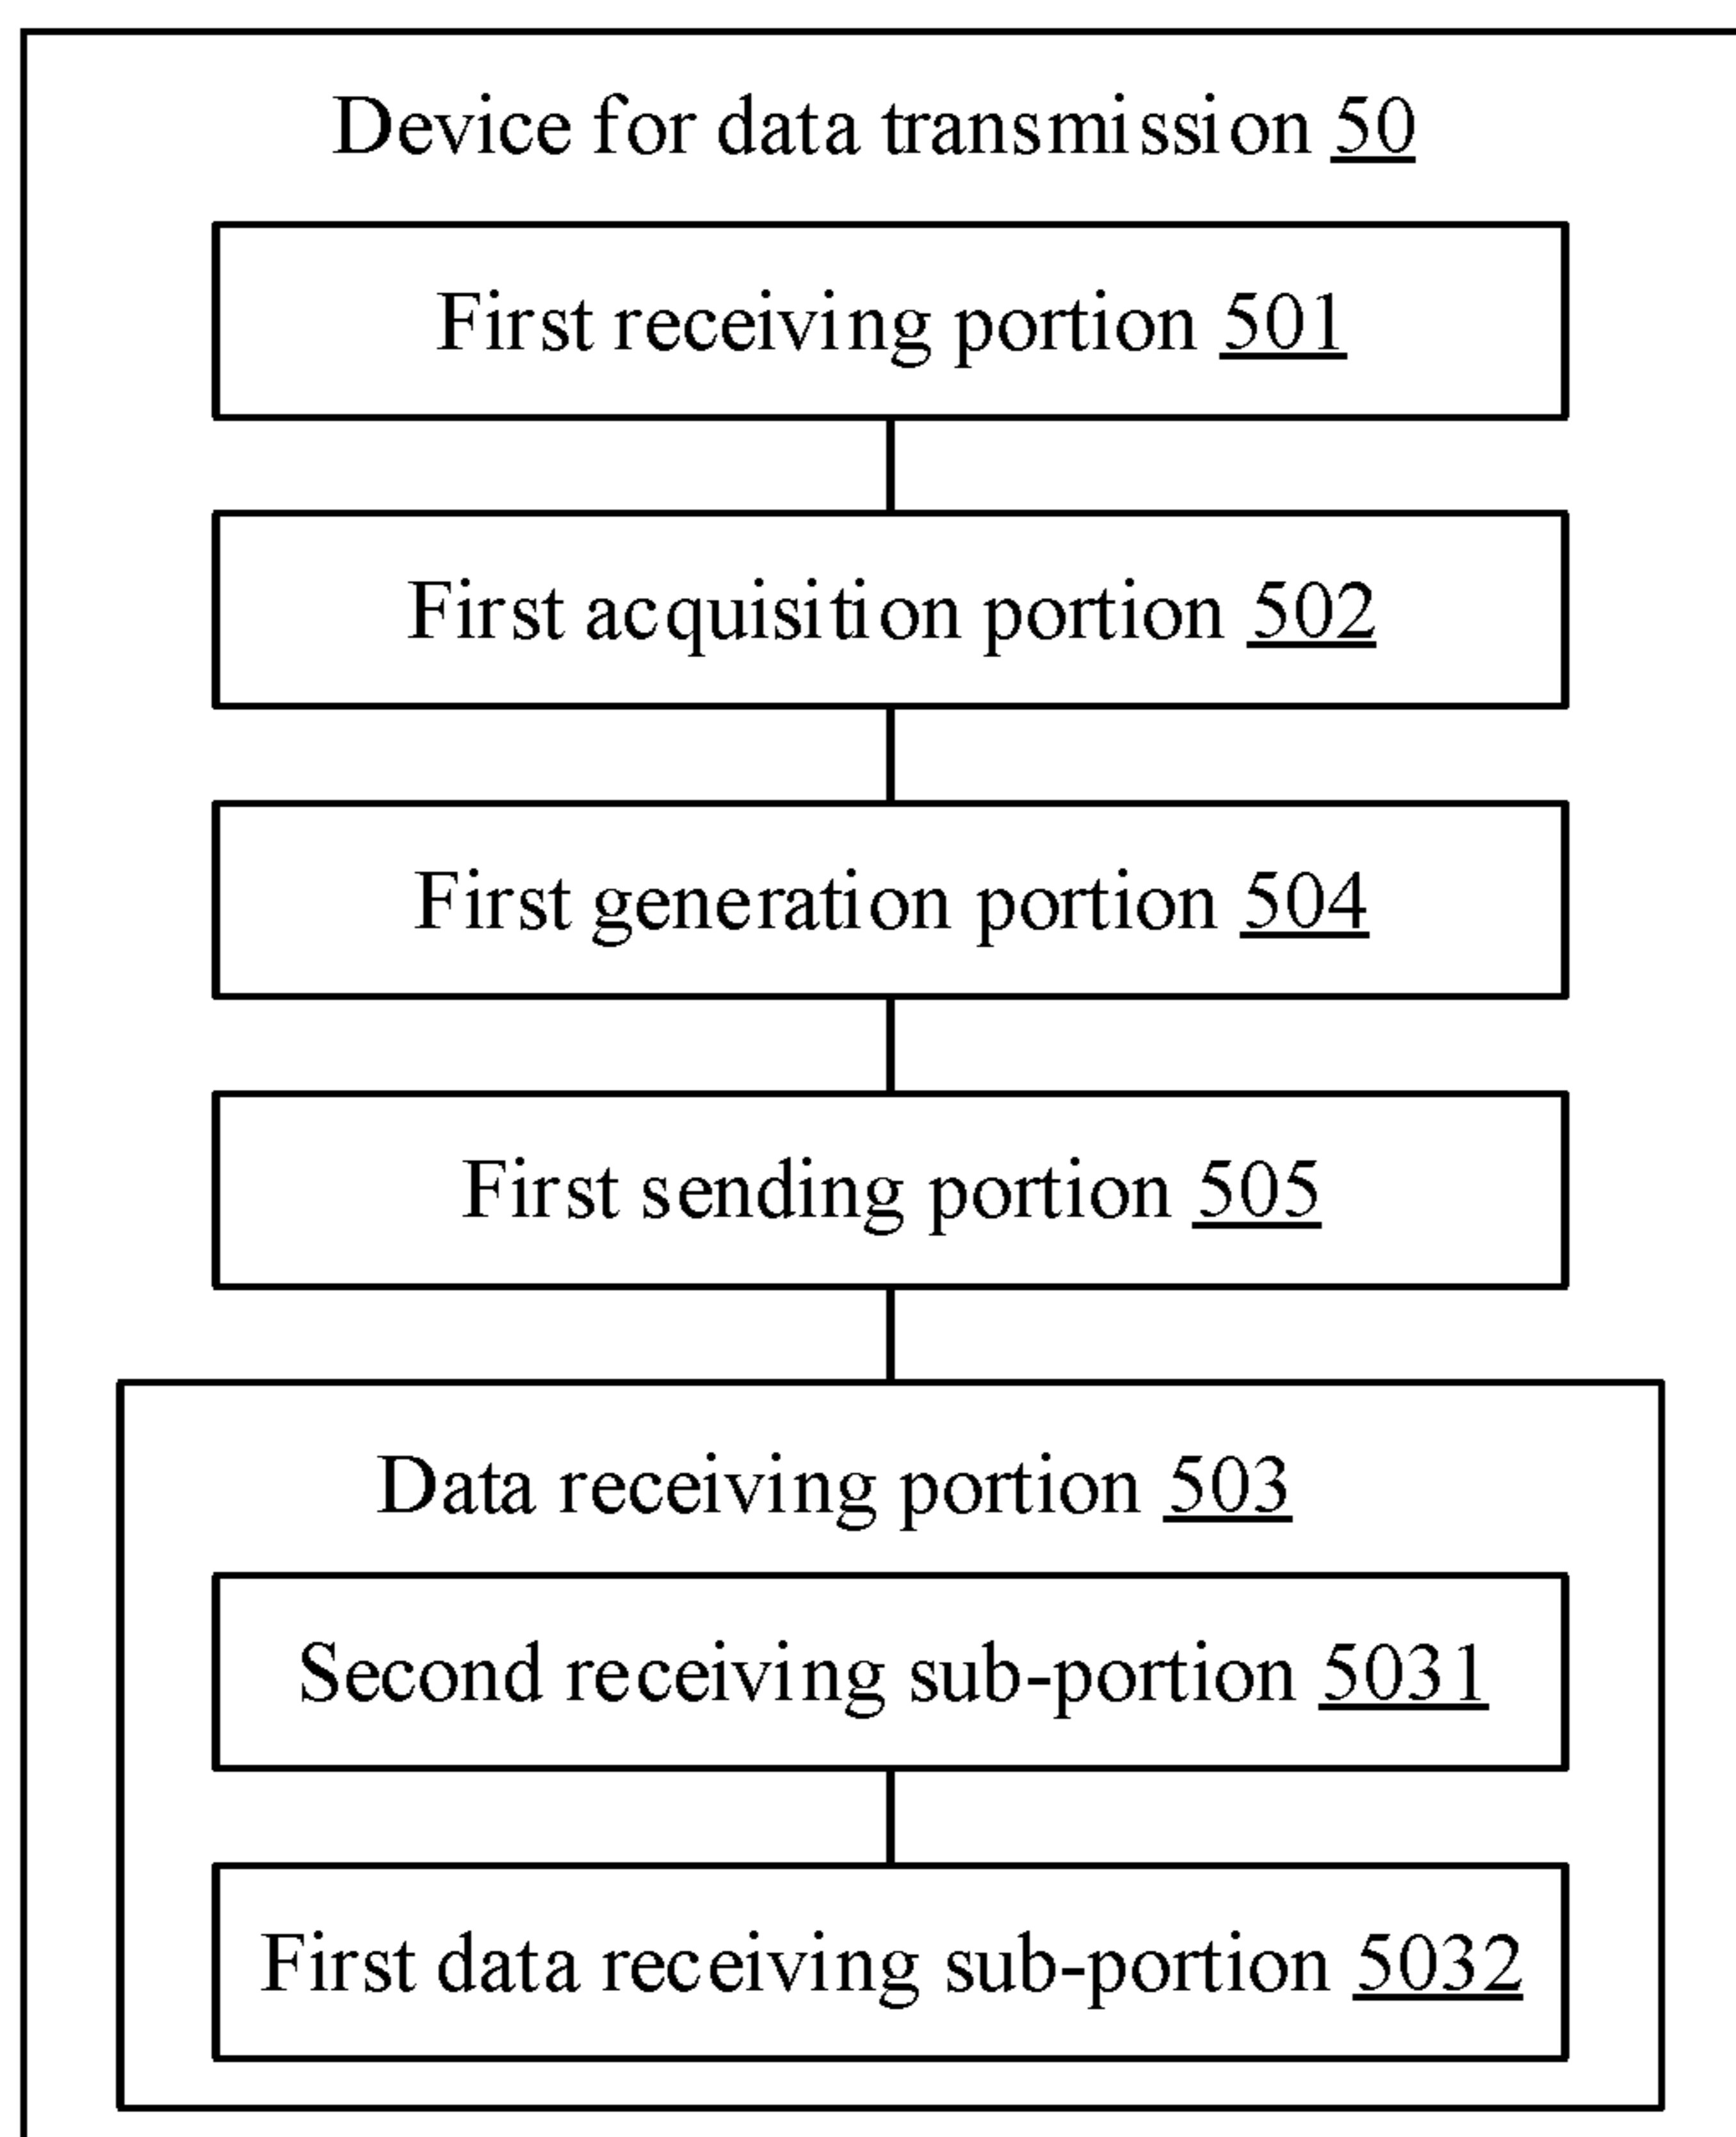 Device for data transmission 50
First receiving portion 501
First acquisition portion 502
First generation portion 504
First sending portion 505
Data receiving portion 503
Second receiving sub-portion 5031
First data receiving sub-portion 5032